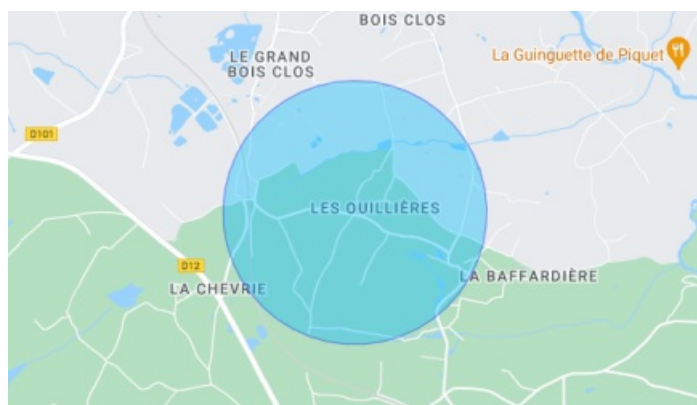 BOIS CLOS
LE GRAND
BOIS CLOS
La Guinguette de Piquet
D101
LES OUILLIÈRES
D12
LA CHEVRIE
LA BAFFARDIÈRE